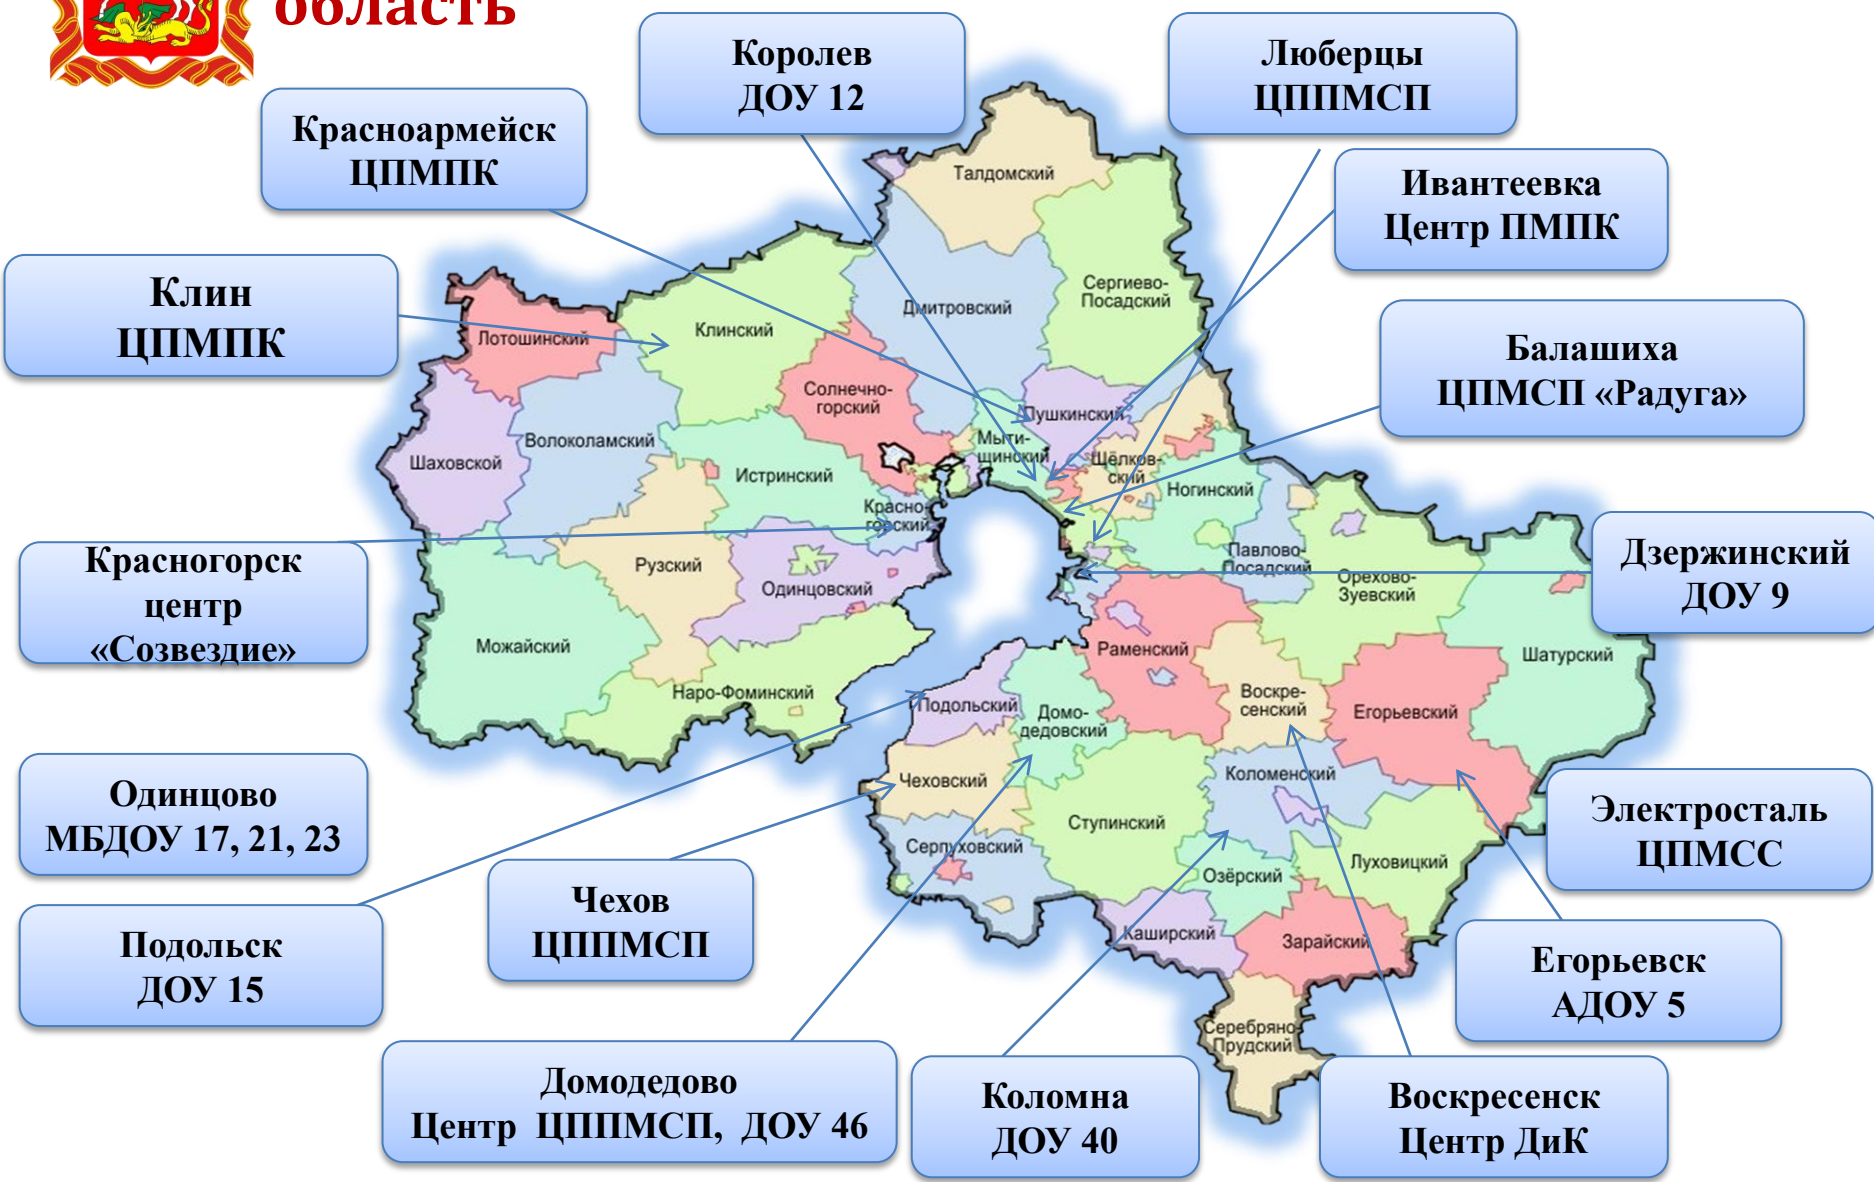 область
Королев
ДОУ 12
Люберцы
ЦППМСП
Красноармейск
ЦПМПК
Ивантеевка
Центр ПМПК
Клин
ЦПМПК
Балашиха
ЦПМСП «Радуга»
Красногорск
центр
«Созвездие»
Дзержинский
ДОУ 9
Одинцово
МБДОУ 17, 21, 23
Электросталь
ЦПМСС
Подольск
ДОУ 15
Чехов
ЦППМСП
Егорьевск
АДОУ 5
Домодедово
Центр ЦППМСП, ДОУ 46
Коломна
ДОУ 40
Воскресенск
Центр ДиК
Талдомский
Сергиево-
Посадский
Дмитровский
Клинский
Лотошинский
Солнечно-
горский
Пушкинский
Мыти-
щинский
Щёлков-
ский
Волоколамский
Шаховской
Истринский
Ногинский
Красно-
горский
Павлово-
Посадский
Рузский
Одинцовский
Орехово-
Зуевский
Можайский
Раменский
Шатурский
Наро-Фоминский
Подольский
Домо-
дедовский
Воскре-
сенский
Егорьевский
Чеховский
Коломенский
Ступинский
Серпуховский
Луховицкий
Озёрский
Каширский
Зарайский
Серебряно-
Прудский